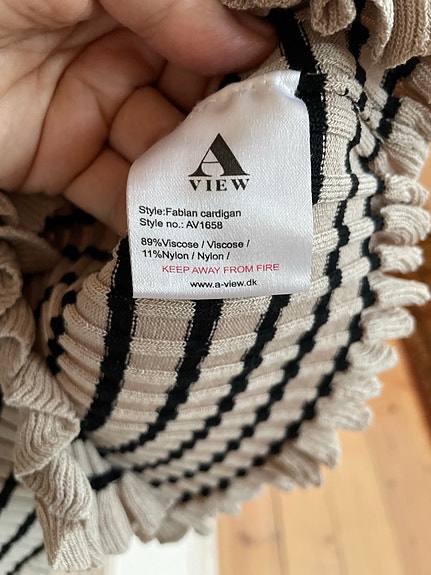 A
VIEW
Style:Fabian cardigan
Style no.: AV1658
89%Viscose / Viscose /
11%Nylon / Nylon /
KEEP AWAY FROM FIRE
www.a-view.dk